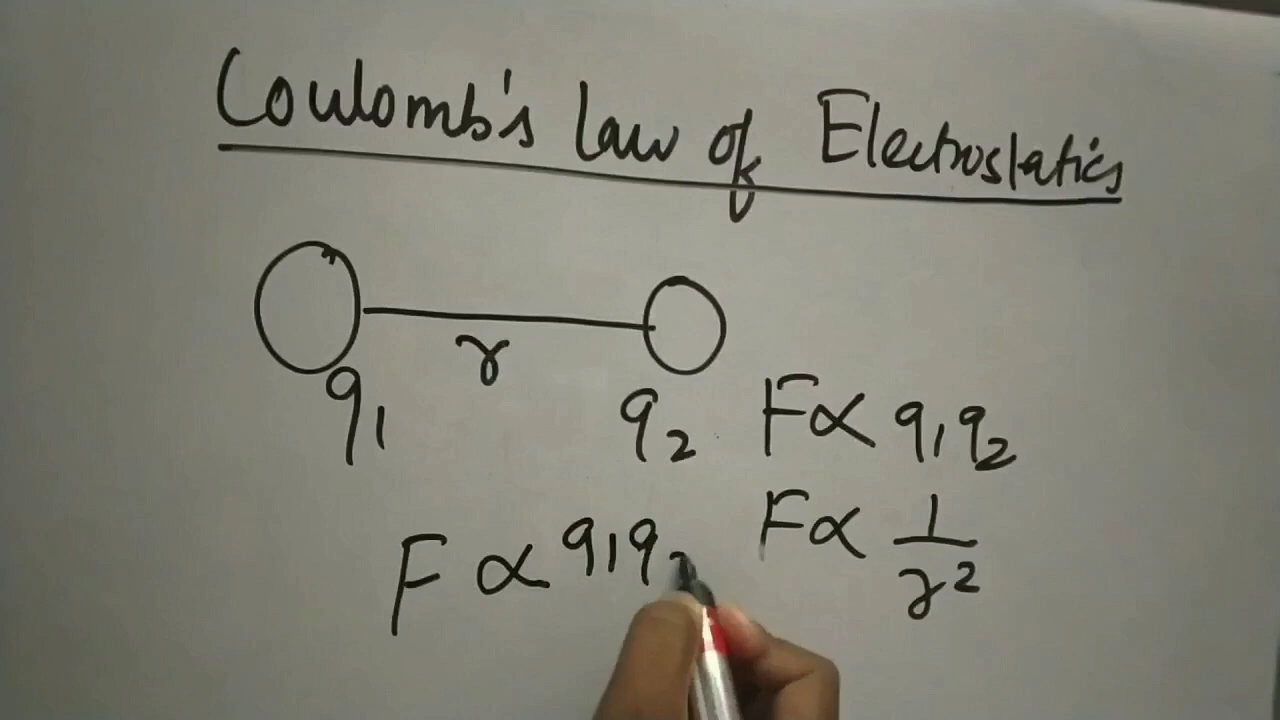 Coulomb's law of Electrostatics
r
q1 q2 F∝ q1q2
F∝ 1/r²
F ∝ q1q2